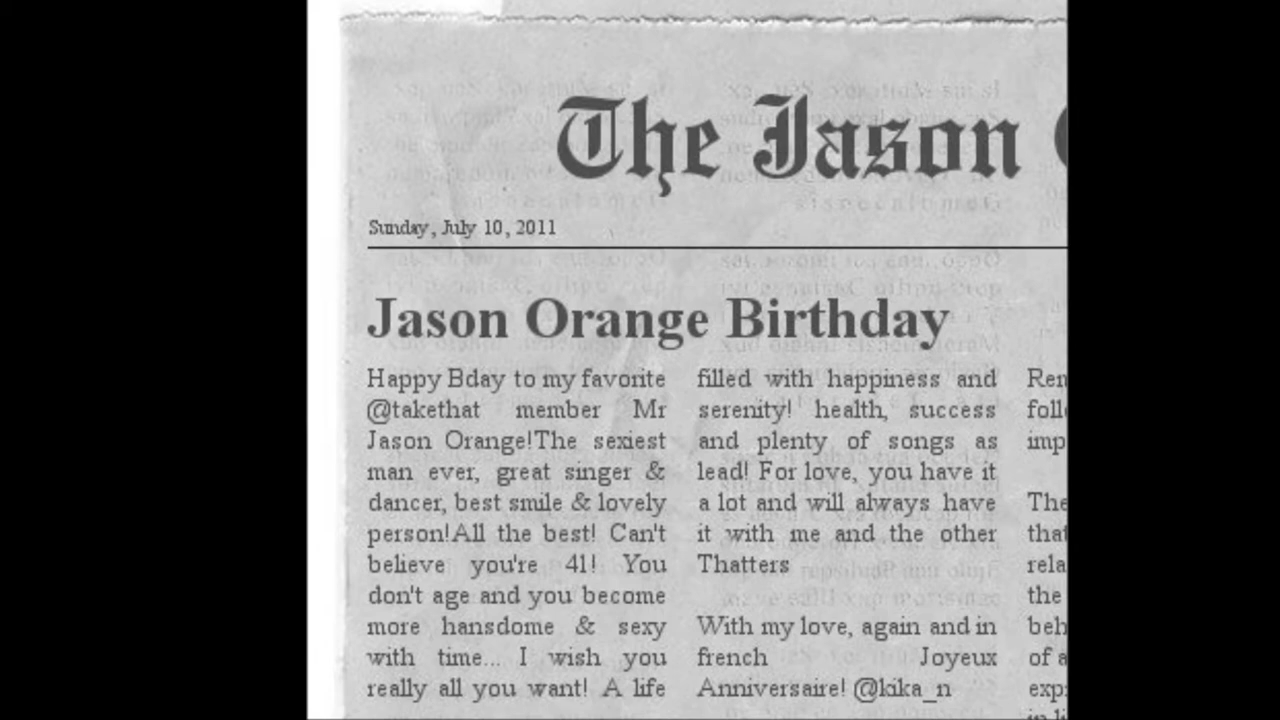 The Jason
Sunday, July 10, 2011
Jason Orange Birthday
Happy Bday to my favorite
@takethat member Mr
Jason Orange!The sexiest
man ever, great singer &
dancer, best smile & lovely
person!All the best! Can't
believe you're 41! You
don't age and you become
more hansdome & sexy
with time... I wish you
really all you want! A life
filled with happiness and
serenity! health, success
and plenty of songs as
lead! For love, you have it
a lot and will always have
it with me and the other
Thatters
With my love, again and in
french Joyeux
Anniversaire! @kika_n
the
of a